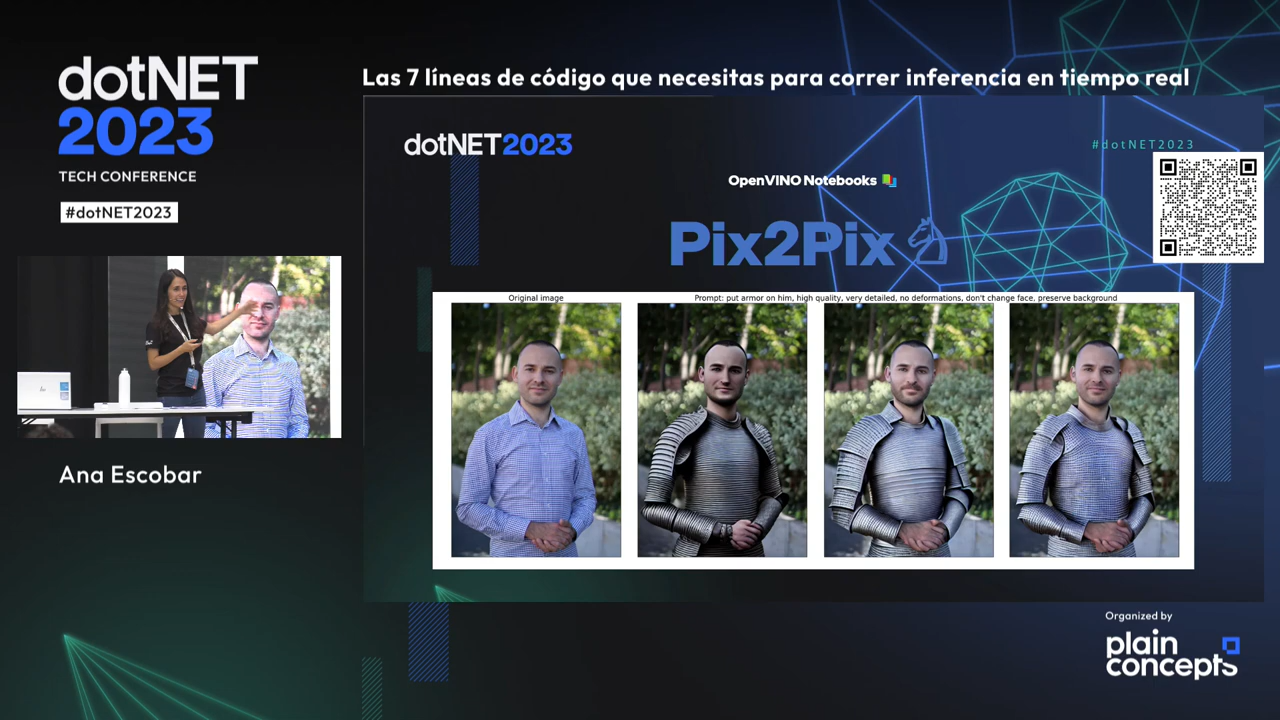 dotNET
2023
TECH CONFERENCE
#dotNET2023
Ana Escobar
Las 7 líneas de código que necesitas para correr inferencia en tiempo real
dotNET2023
#dotNET2023
OpenVINO Notebooks
Pix2Pix
Original image
Prompt: put armor on him, high quality, very detailed, no deformations, don't change face, preserve background
Organized by
plain
concepts